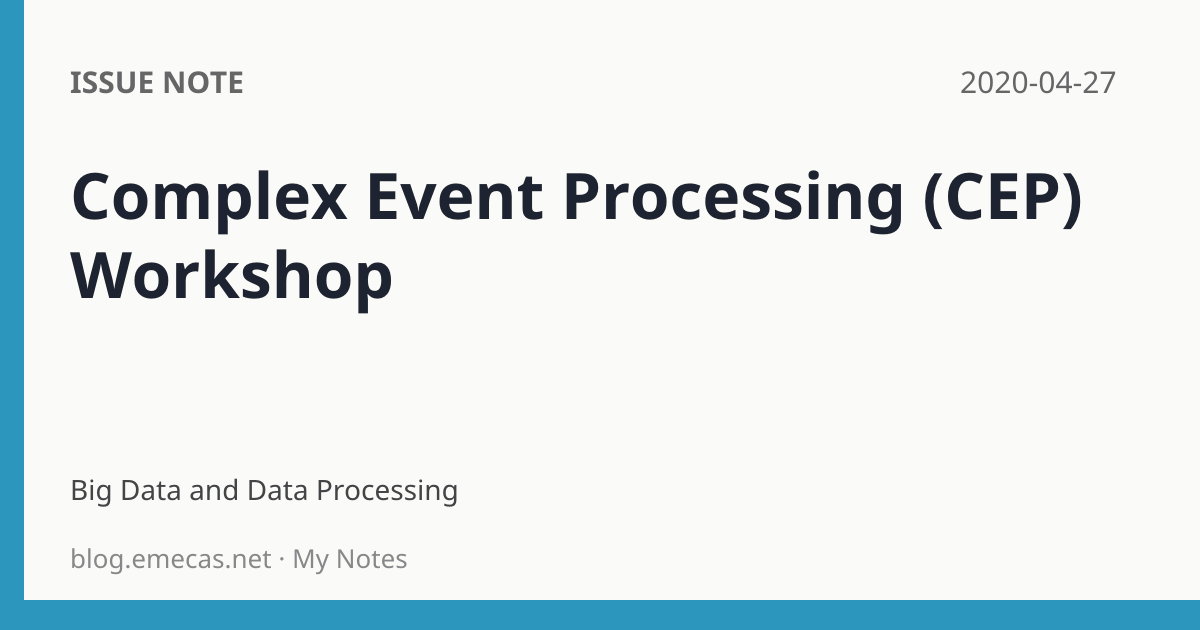 ISSUE NOTE
2020-04-27
Complex Event Processing (CEP)
Workshop
Big Data and Data Processing
blog.emecas.net · My Notes